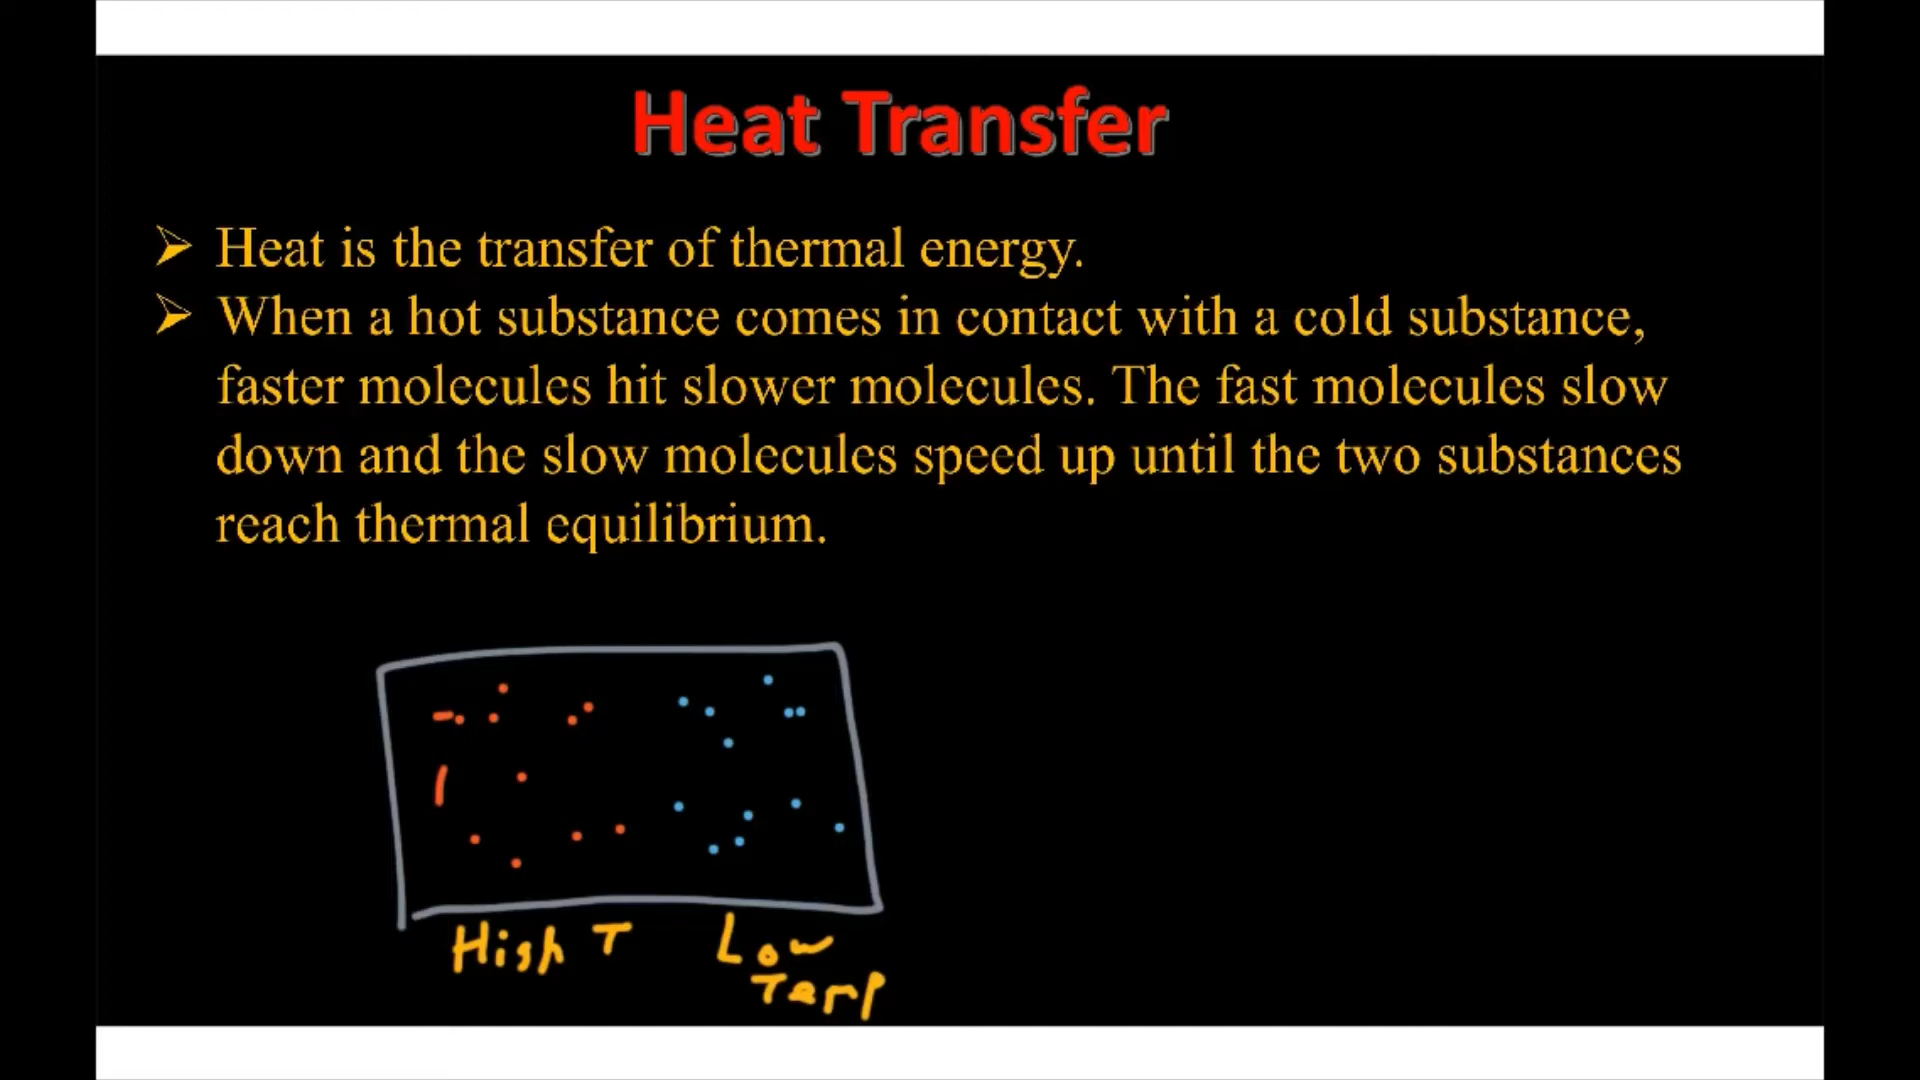 Heat Transfer
➢ Heat is the transfer of thermal energy.
➢ When a hot substance comes in contact with a cold substance,
faster molecules hit slower molecules. The fast molecules slow
down and the slow molecules speed up until the two substances
reach thermal equilibrium.
High T Low
Temp